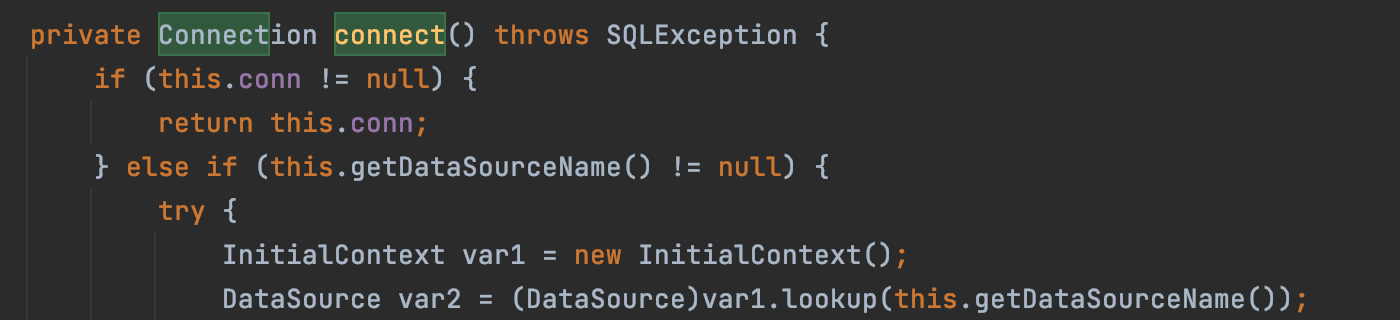 private Connection connect() throws SQLException {
if (this.conn != null) {
return this.conn;
} else if (this.getDataSourceName() != null) {
try {
InitialContext var1 = new InitialContext();
DataSource var2 = (DataSource)var1.lookup(this.getDataSourceName());